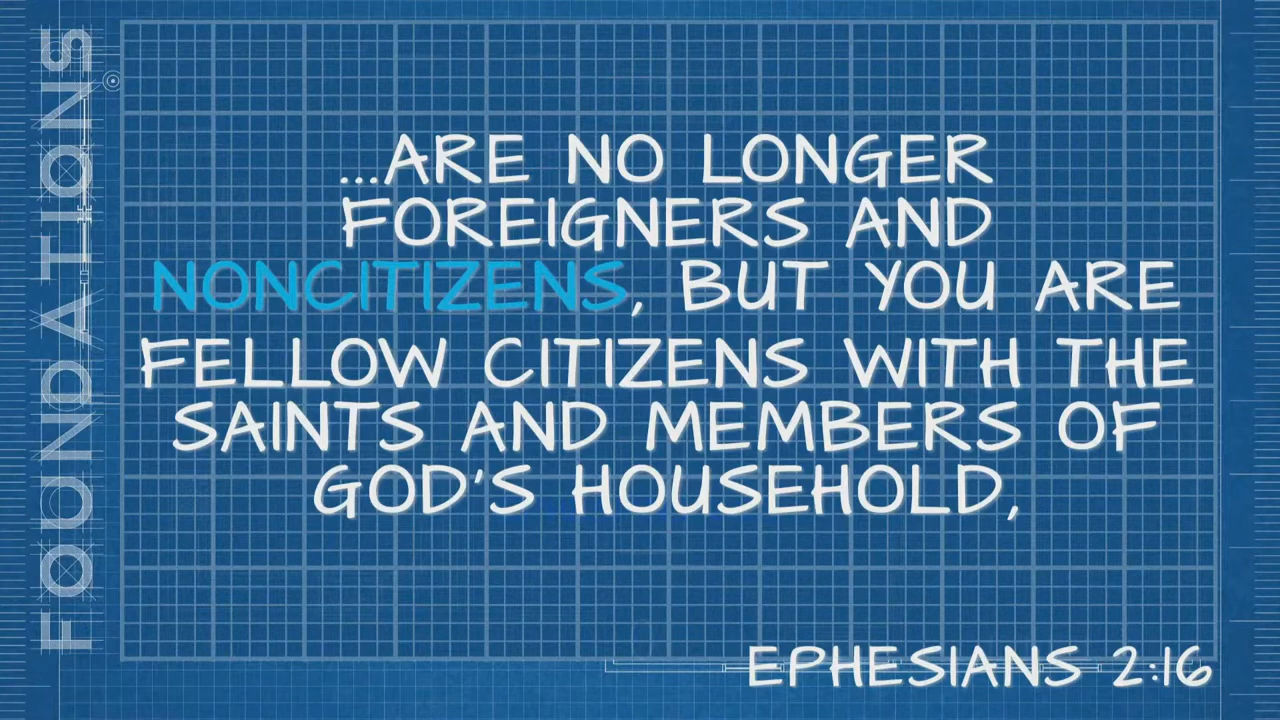 FOUNDATIONS
...ARE NO LONGER
FOREIGNERS AND
NONCITIZENS, BUT YOU ARE
FELLOW CITIZENS WITH THE
SAINTS AND MEMBERS OF
GOD'S HOUSEHOLD,
EPHESIANS 2:16